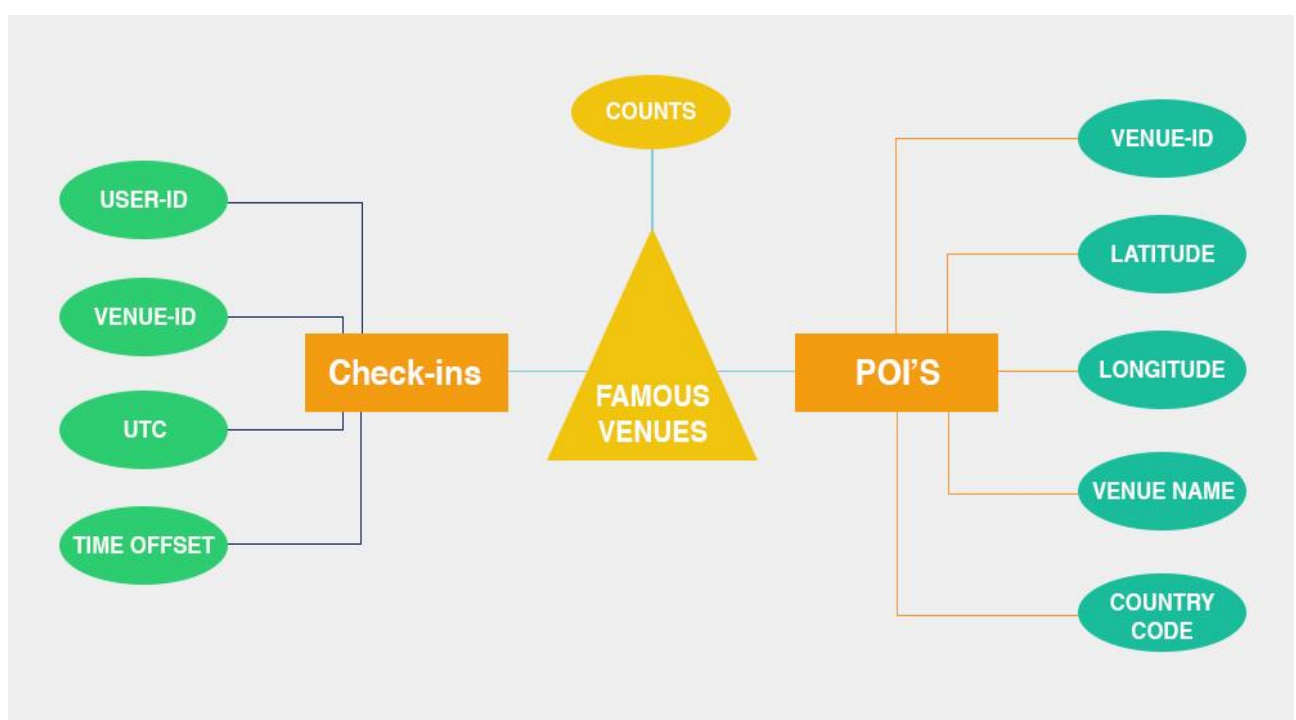 COUNTS
USER-ID
VENUE-ID
UTC
TIME OFFSET
Check-ins
FAMOUS
VENUES
POI'S
VENUE-ID
LATITUDE
LONGITUDE
VENUE NAME
COUNTRY
CODE